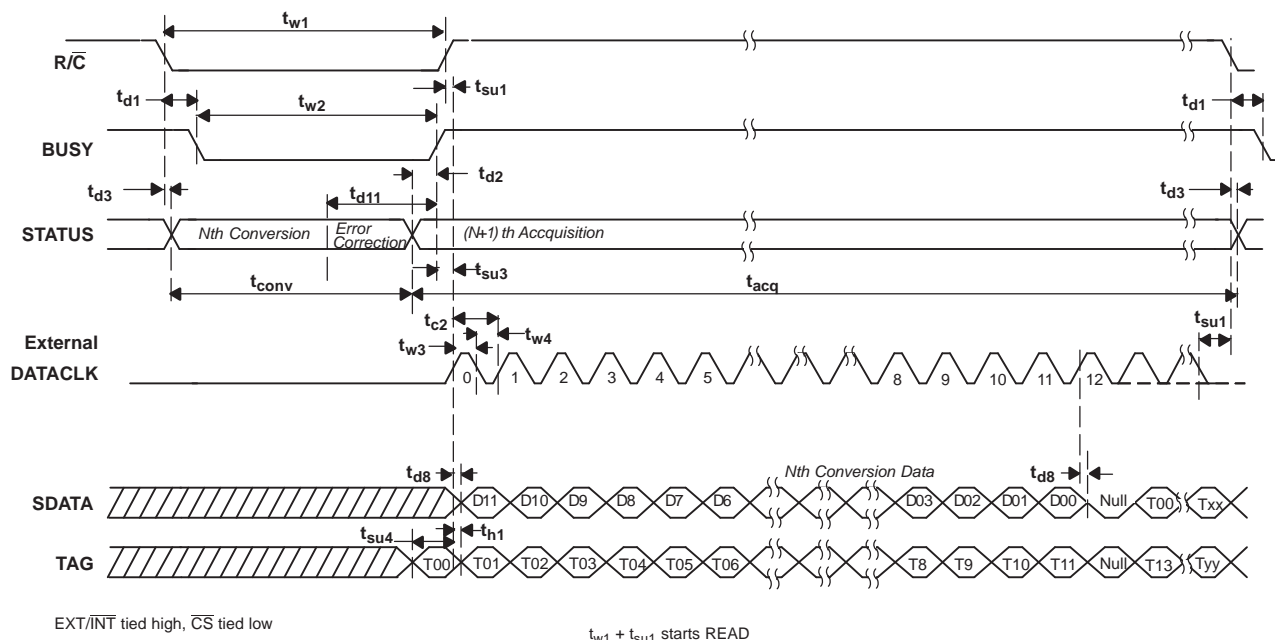 tw1
R/C̅
tsu1
td1
tw2
td1
BUSY
td2
td3
td11
td3
STATUS
Nth Conversion
Error
Correction
(N+1) th Accquisition
tsu3
tconv
tacq
tc2
tsu1
External
tw4
tw3
DATACLK
0 1 2 3 4 5 8 9 10 11 12
Nth Conversion Data
td8
td8
SDATA
D11 D10 D9 D8 D7 D6 D03 D02 D01 D00 Null T00 Txx
tsu4
th1
TAG
T00 T01 T02 T03 T04 T05 T06 T8 T9 T10 T11 Null T13 Tyy
EXT/I̅N̅T̅ tied high, C̅S̅ tied low
tw1 + tsu1 starts READ